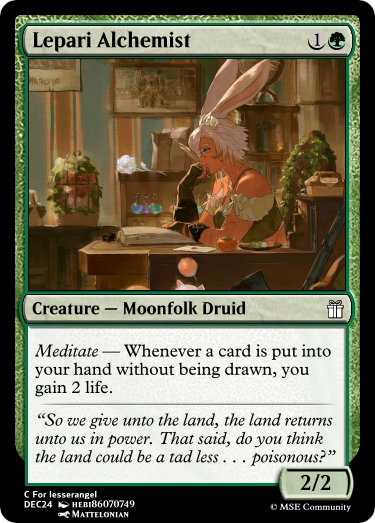 Lepari Alchemist 1
Creature — Moonfolk Druid
Meditate — Whenever a card is put into
your hand without being drawn, you
gain 2 life.
“So we give unto the land, the land returns
unto us in power. That said, do you think
the land could be a tad less . . . poisonous?”
2/2
C For lesserangel
DEC24 HEBI86070749
Mattelonian
© MSE Community